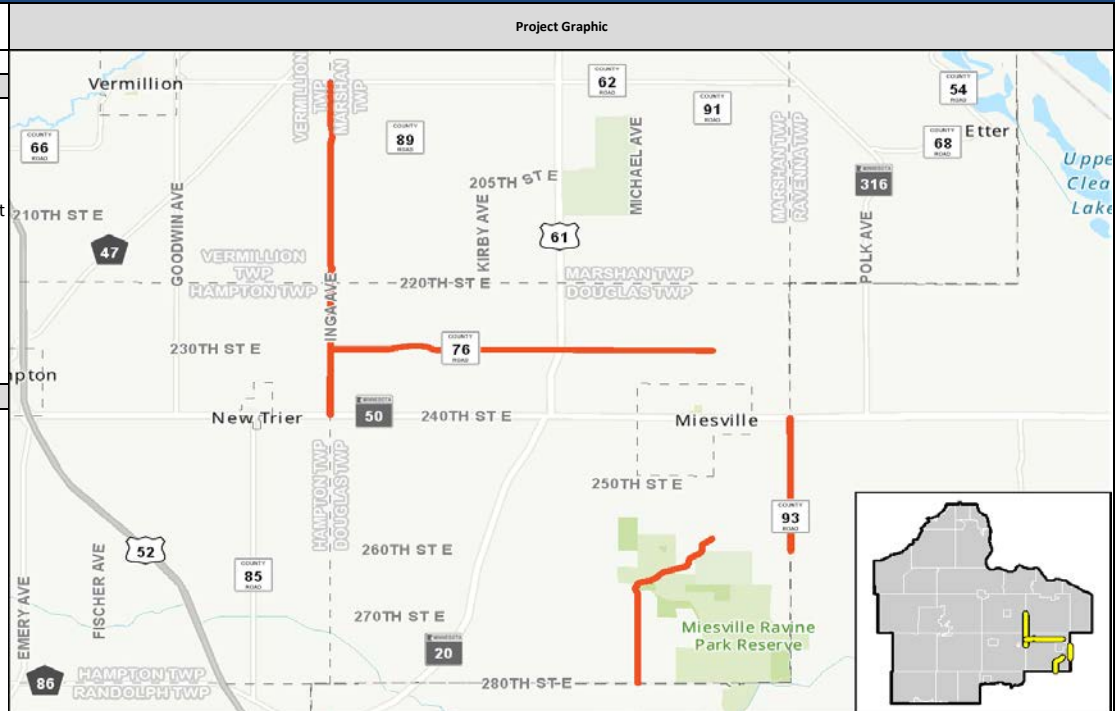 Project Graphic
Vermillion
VERMILLION
TWP
MARSHAN
TWP
COUNTY
62
ROAD
COUNTY
54
ROAD
COUNTY
91
ROAD
COUNTY
66
ROAD
COUNTY
89
ROAD
MICHAEL AVE
COUNTY
68
ROAD
Etter
MARSHAN TWP
RAVENNA TWP
Uppe
Clea
Lake
205TH ST E
MINNESOTA
316
t
210TH ST E
GOODWIN AVE
KIRBY AVE
61
POLK AVE
47
VERMILLION
TWP
HAMPTON TWP
INGA AVE
220TH ST E
MARSHAN TWP
DOUGLAS TWP
230TH ST E
COUNTY
76
ROAD
pton
New Trier
MINNESOTA
50
240TH ST E
Miesville
HAMPTON TWP
DOUGLAS TWP
250TH ST E
COUNTY
93
ROAD
52
260TH ST E
FISCHER AVE
EMERY AVE
COUNTY
85
ROAD
270TH ST E
MINNESOTA
20
Miesville Ravine
Park Reserve
86
HAMPTON TWP
RANDOLPH TWP
280TH ST E